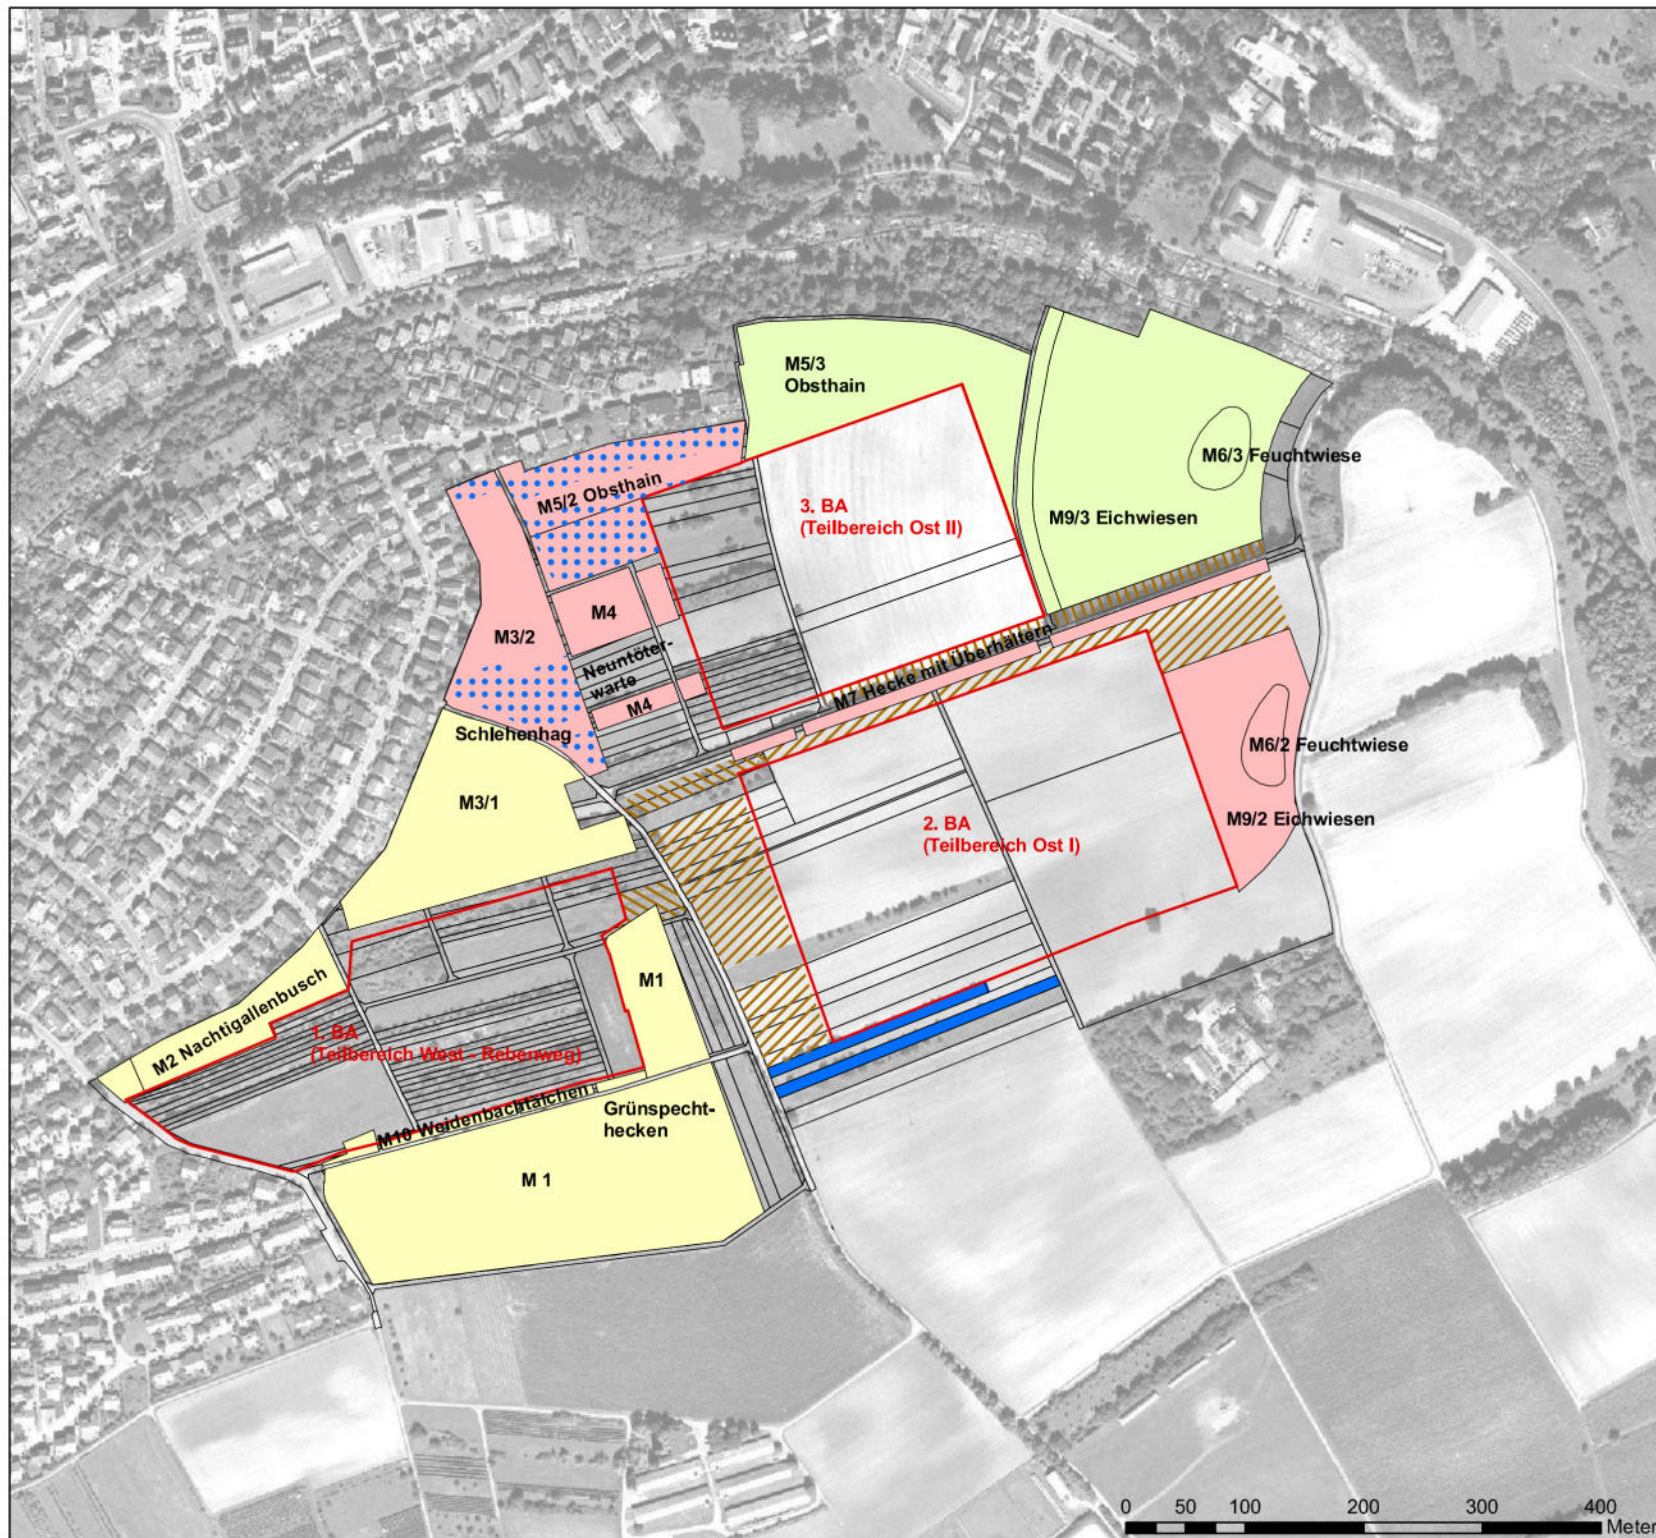 M5/3
Obsthain
M6/3 Feuchtwiese
M5/2 Obsthain
3. BA
(Teilbereich Ost II)
M9/3 Eichwiesen
M4
M3/2
Neuntöter-
warte
M7 Hecke mit Überhältern
M4
Schlehenhag
M6/2 Feuchtwiese
M3/1
M9/2 Eichwiesen
2. BA
(Teilbereich Ost I)
M2 Nachtigallenbusch
M1
1. BA
(Teilbereich West - Rebenweg)
M10 Weidenbachtälchen
Grünspecht-
hecken
M 1
0 50 100 200 300 400
Meter